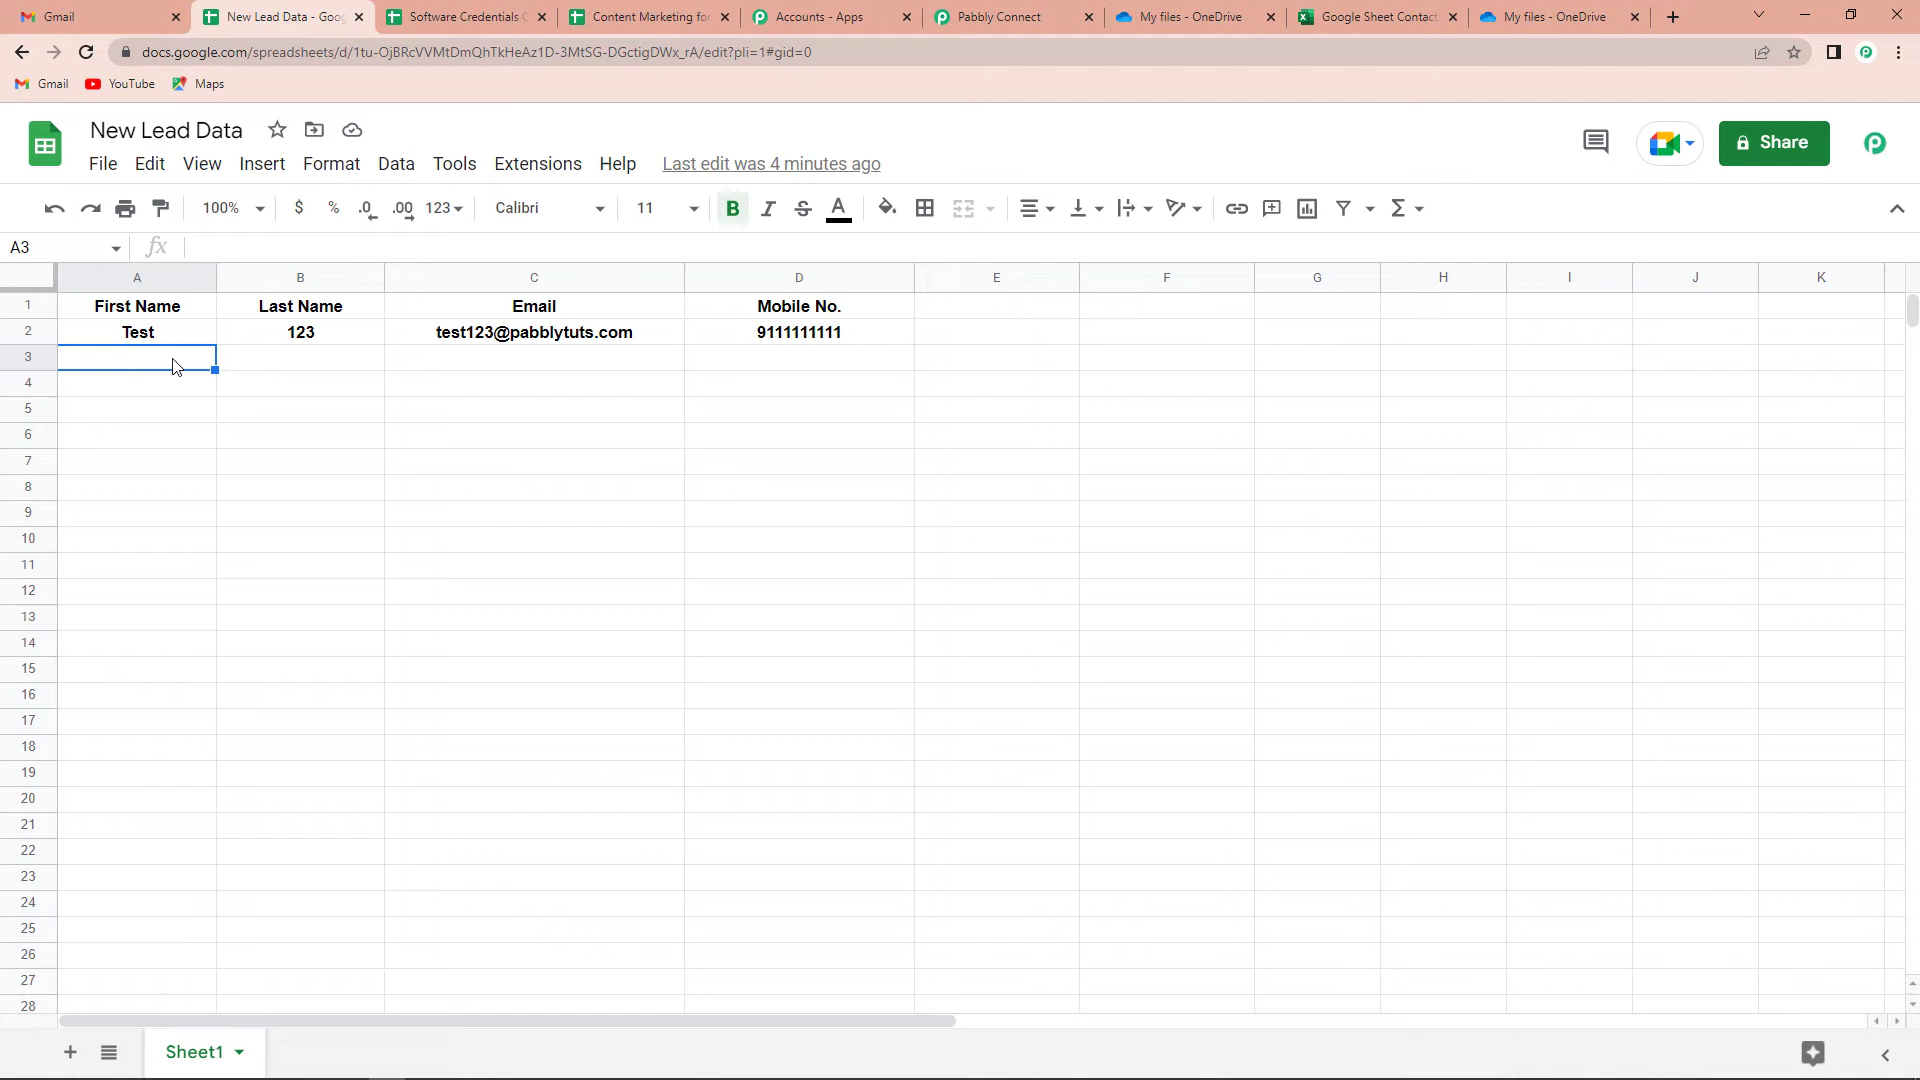 Gmail
New Lead Data - Goo
Software Credentials C
Content Marketing for
Accounts - Apps
Pabbly Connect
My files - OneDrive
Google Sheet Contact
My files - OneDrive
docs.google.com/spreadsheets/d/1tu-OjBRcVVMtDmQhTkHeAz1D-3MtSG-DGctigDWx_rA/edit?pli=1#gid=0
Gmail YouTube Maps
New Lead Data
File Edit View Insert Format Data Tools Extensions Help Last edit was 4 minutes ago
Share
100% $ % .0 .00 123 Calibri 11 B I S A
A3 fx
A B C D E F G H I J K
1 First Name Last Name Email Mobile No.
2 Test 123 test123@pabblytuts.com 9111111111
3
4
5
6
7
8
9
10
11
12
13
14
15
16
17
18
19
20
21
22
23
24
25
26
27
28
Sheet1